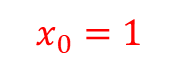 x₀ = 1